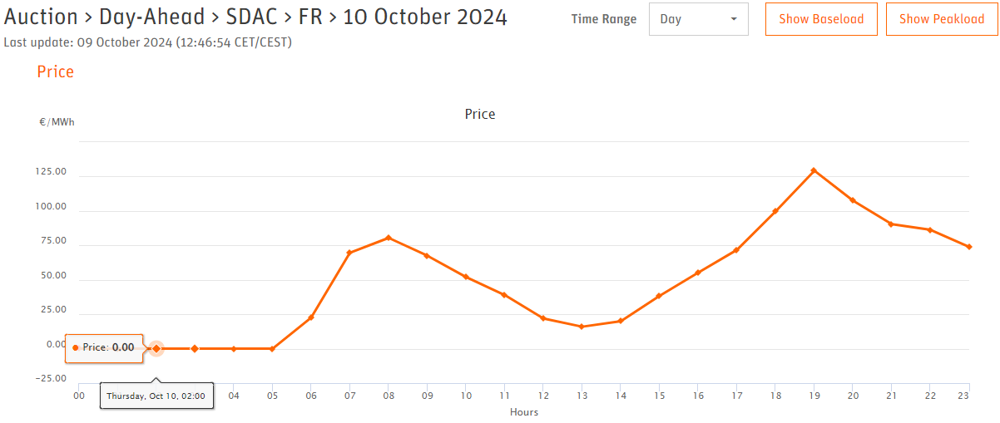 Auction > Day-Ahead > SDAC > FR > 10 October 2024
Time Range
Day
Show Baseload
Show Peakload
Last update: 09 October 2024 (12:46:54 CET/CEST)
Price
Price
€/MWh
125.00
100.00
75.00
50.00
25.00
0.00
Price: 0.00
−25.00
00 04 05 06 07 08 09 10 11 12 13 14 15 16 17 18 19 20 21 22 23
Thursday, Oct 10, 02:00
Hours